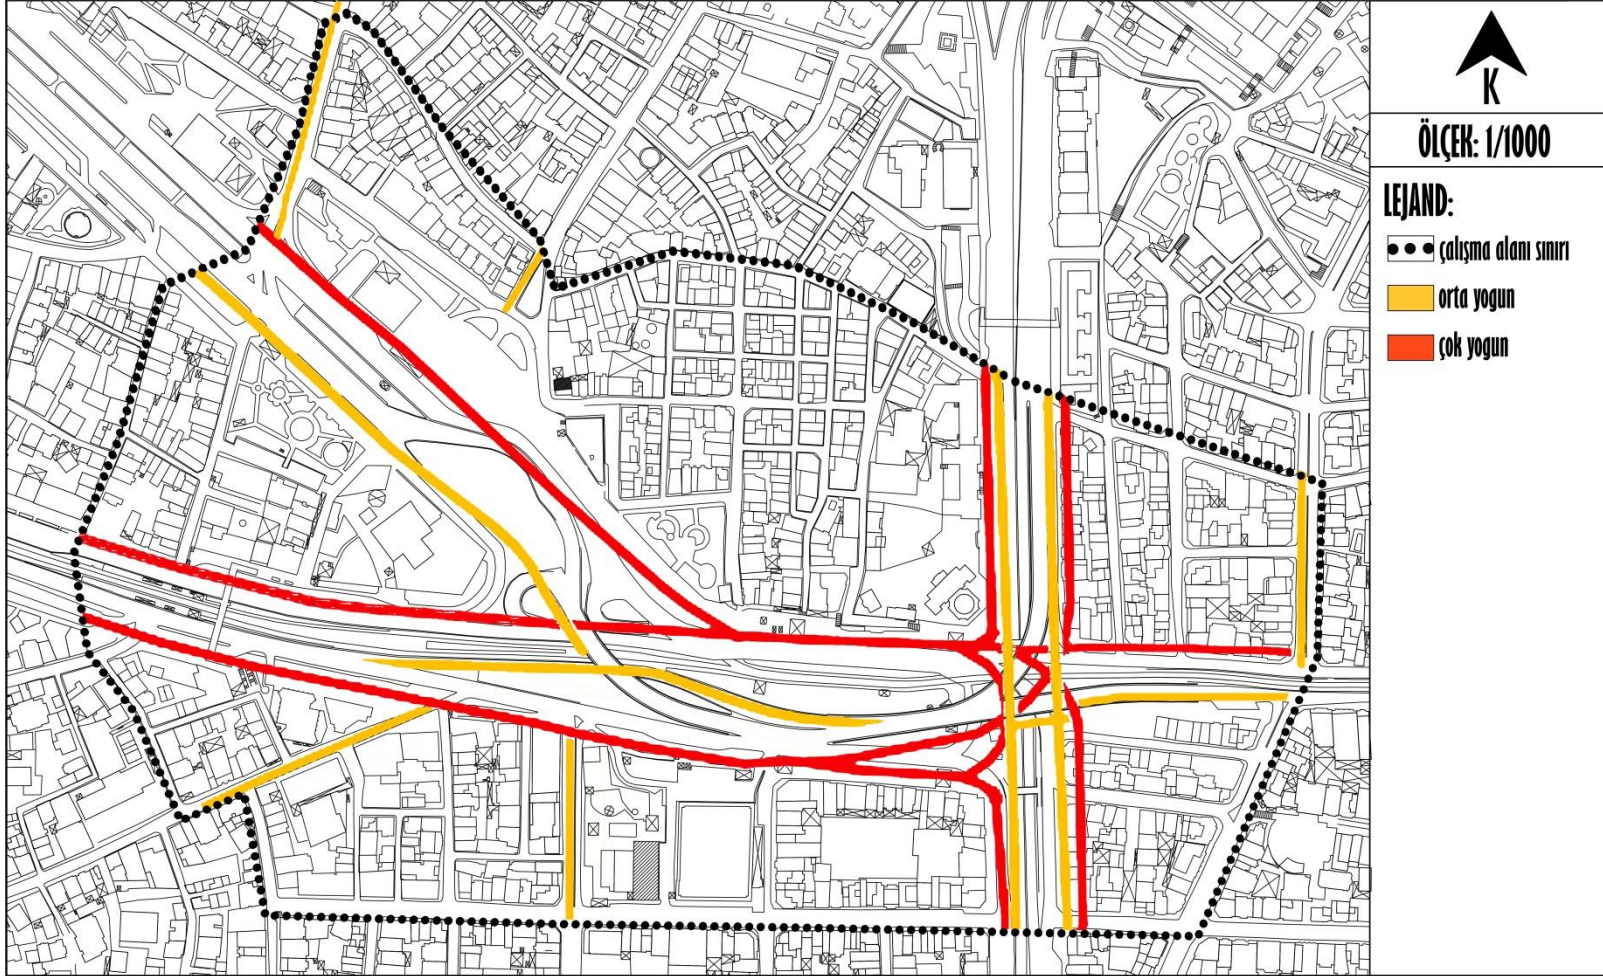 K
ÖLÇEK: 1/1000
LEJAND:
çalışma alanı sınırı
orta yogun
çok yogun